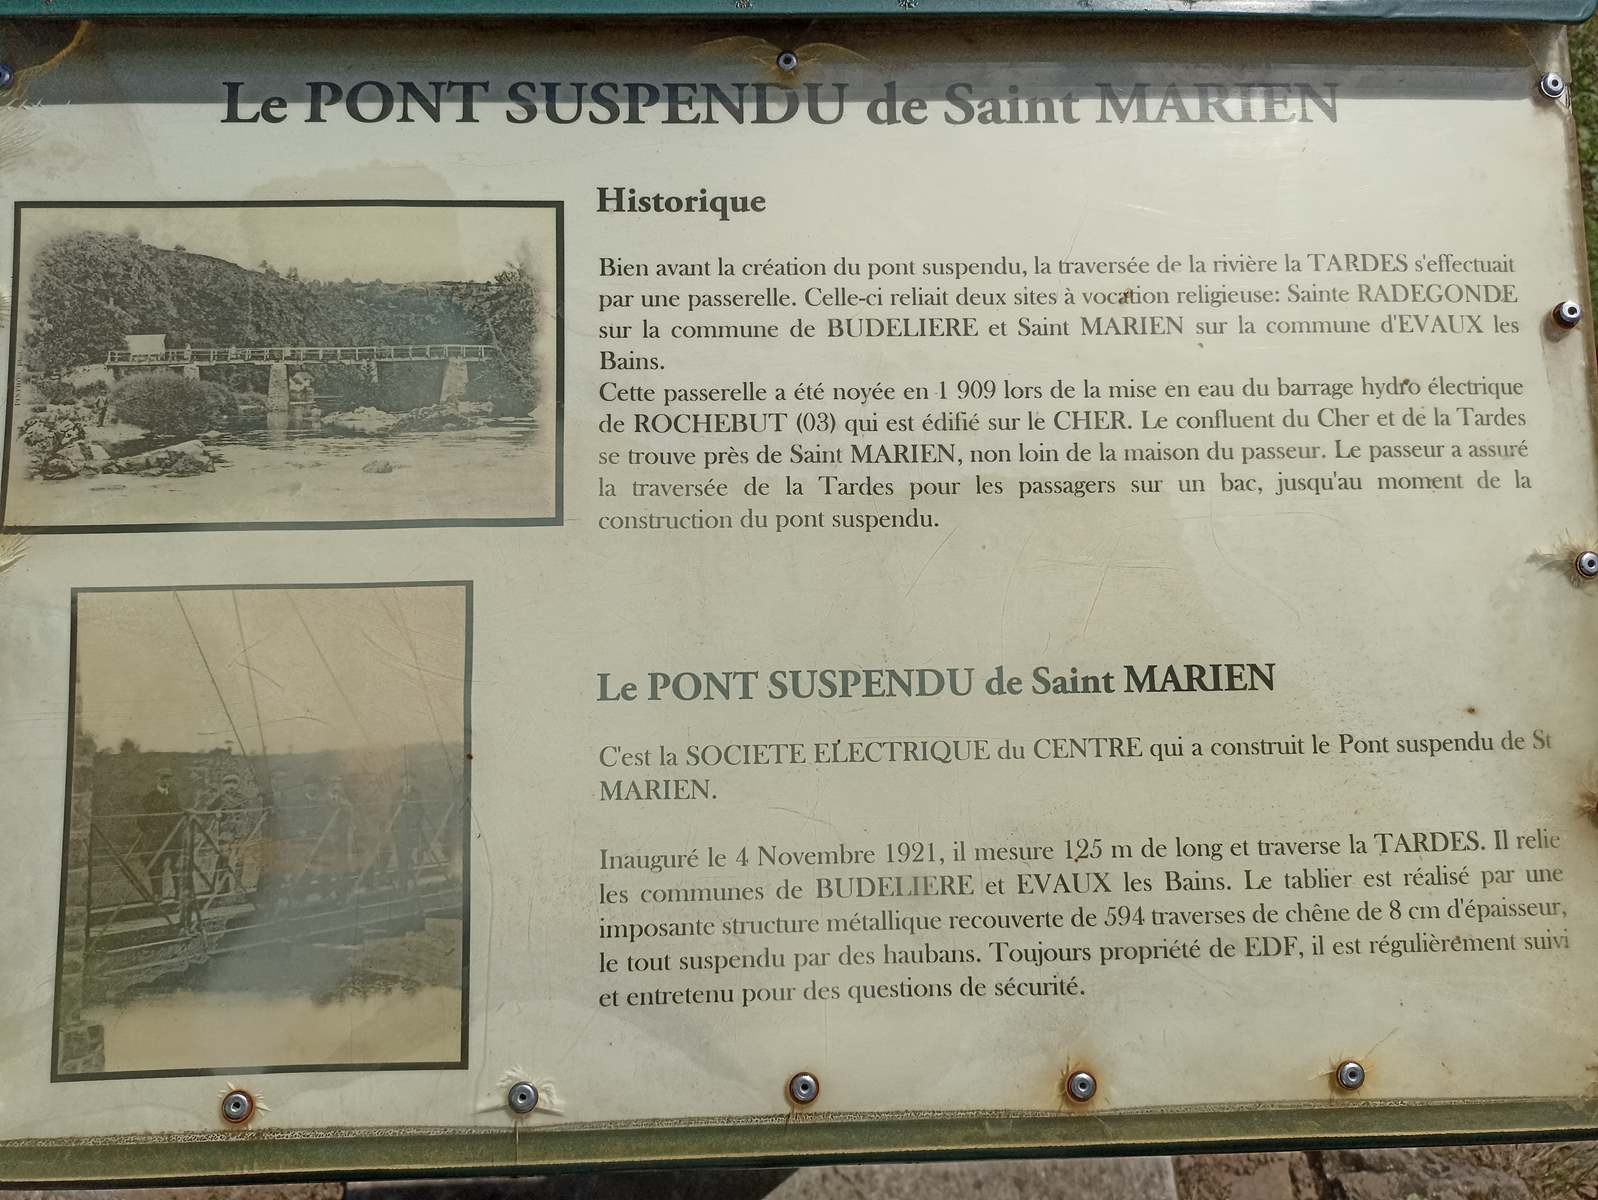 Le PONT SUSPENDU de Saint MARIEN
Historique
Bien avant la création du pont suspendu, la traversée de la rivière la TARDES s'effectuait
par une passerelle. Celle-ci reliait deux sites à vocation religieuse: Sainte RADEGONDE
sur la commune de BUDELIERE et Saint MARIEN sur la commune d'EVAUX les
Bains.
Cette passerelle a été noyée en 1 909 lors de la mise en eau du barrage hydro électrique
de ROCHEBUT (03) qui est édifié sur le CHER. Le confluent du Cher et de la Tardes
se trouve près de Saint MARIEN, non loin de la maison du passeur. Le passeur a assuré
la traversée de la Tardes pour les passagers sur un bac, jusqu'au moment de la
construction du pont suspendu.
Le PONT SUSPENDU de Saint MARIEN
C'est la SOCIETE ELECTRIQUE du CENTRE qui a construit le Pont suspendu de St
MARIEN.
Inauguré le 4 Novembre 1921, il mesure 125 m de long et traverse la TARDES. Il relie
les communes de BUDELIERE et EVAUX les Bains. Le tablier est réalisé par une
imposante structure métallique recouverte de 594 traverses de chêne de 8 cm d'épaisseur,
le tout suspendu par des haubans. Toujours propriété de EDF, il est régulièrement suivi
et entretenu pour des questions de sécurité.